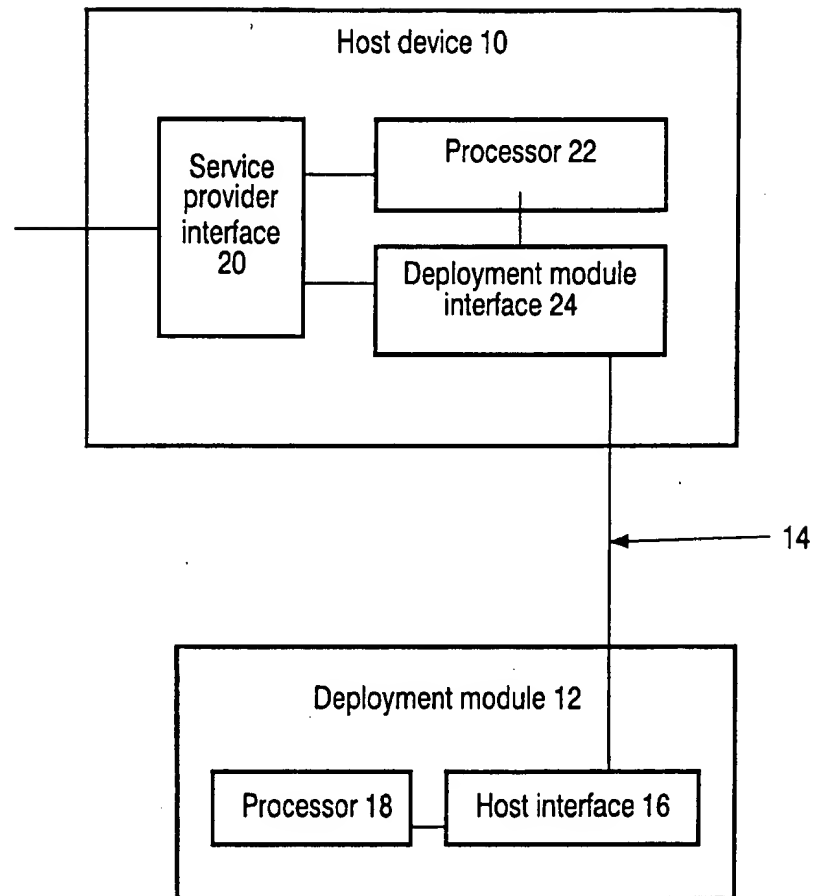 Host device 10
Service
provider
interface
20
Processor 22
Deployment module
interface 24
14
Deployment module 12
Processor 18
Host interface 16